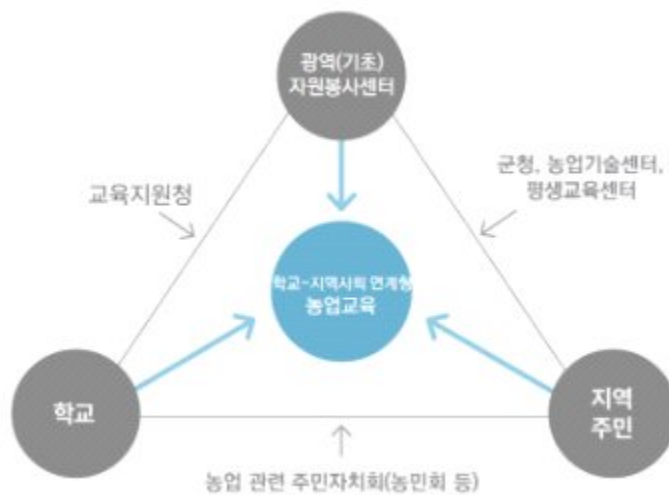 광역(기초)
자원봉사센터
군청, 농업기술센터,
평생교육센터
교육지원청
학교-지역사회 연계형
농업교육
학교
지역
주민
농업 관련 주민자치회(농민회 등)